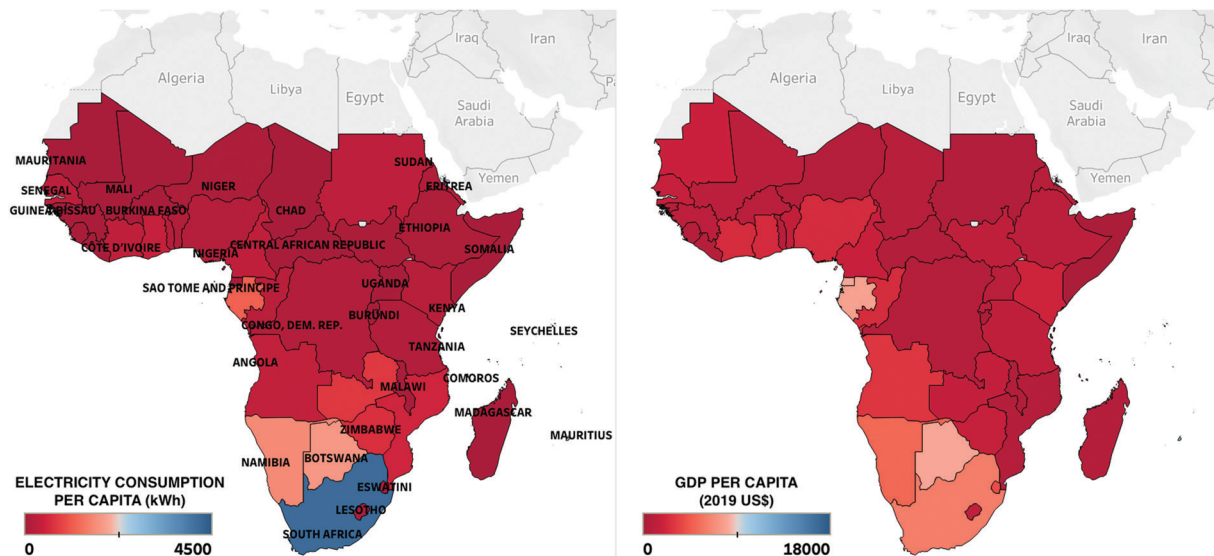 Iraq
Iran
Algeria
Libya
Egypt
Saudi
Arabia
Yemen
MAURITANIA
SUDAN
SENEGAL
MALI
NIGER
ERITREA
GUINEA-BISSAU
BURKINA FASO
CHAD
ETHIOPIA
CÔTE D'IVOIRE
NIGERIA
CENTRAL AFRICAN REPUBLIC
SOMALIA
SAO TOME AND PRINCIPE
UGANDA
KENYA
BURUNDI
CONGO, DEM. REP.
SEYCHELLES
TANZANIA
ANGOLA
COMOROS
MALAWI
MADAGASCAR
ZIMBABWE
MAURITIUS
NAMIBIA
BOTSWANA
ESWATINI
LESOTHO
SOUTH AFRICA
ELECTRICITY CONSUMPTION
PER CAPITA (kWh)
0
4500
Iraq
Iran
Algeria
Libya
Egypt
Saudi
Arabia
Yemen
GDP PER CAPITA
(2019 US$)
0
18000